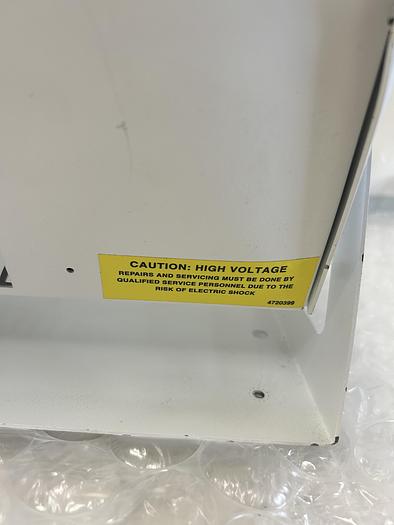 CAUTION: HIGH VOLTAGE
REPAIRS AND SERVICING MUST BE DONE BY
QUALIFIED SERVICE PERSONNEL DUE TO THE
RISK OF ELECTRIC SHOCK
4720399